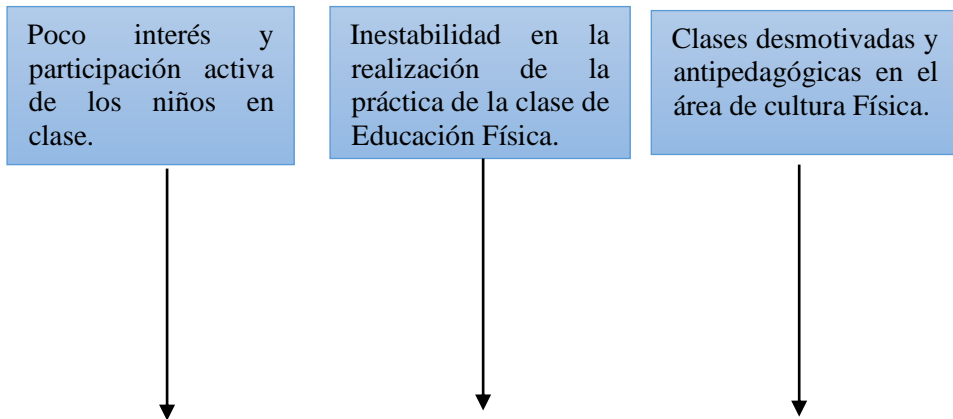 Poco interés y
participación activa
de los niños en
clase.
Inestabilidad en la
realización de la
práctica de la clase de
Educación Física.
Clases desmotivadas y
antipedagógicas en el
área de cultura Física.